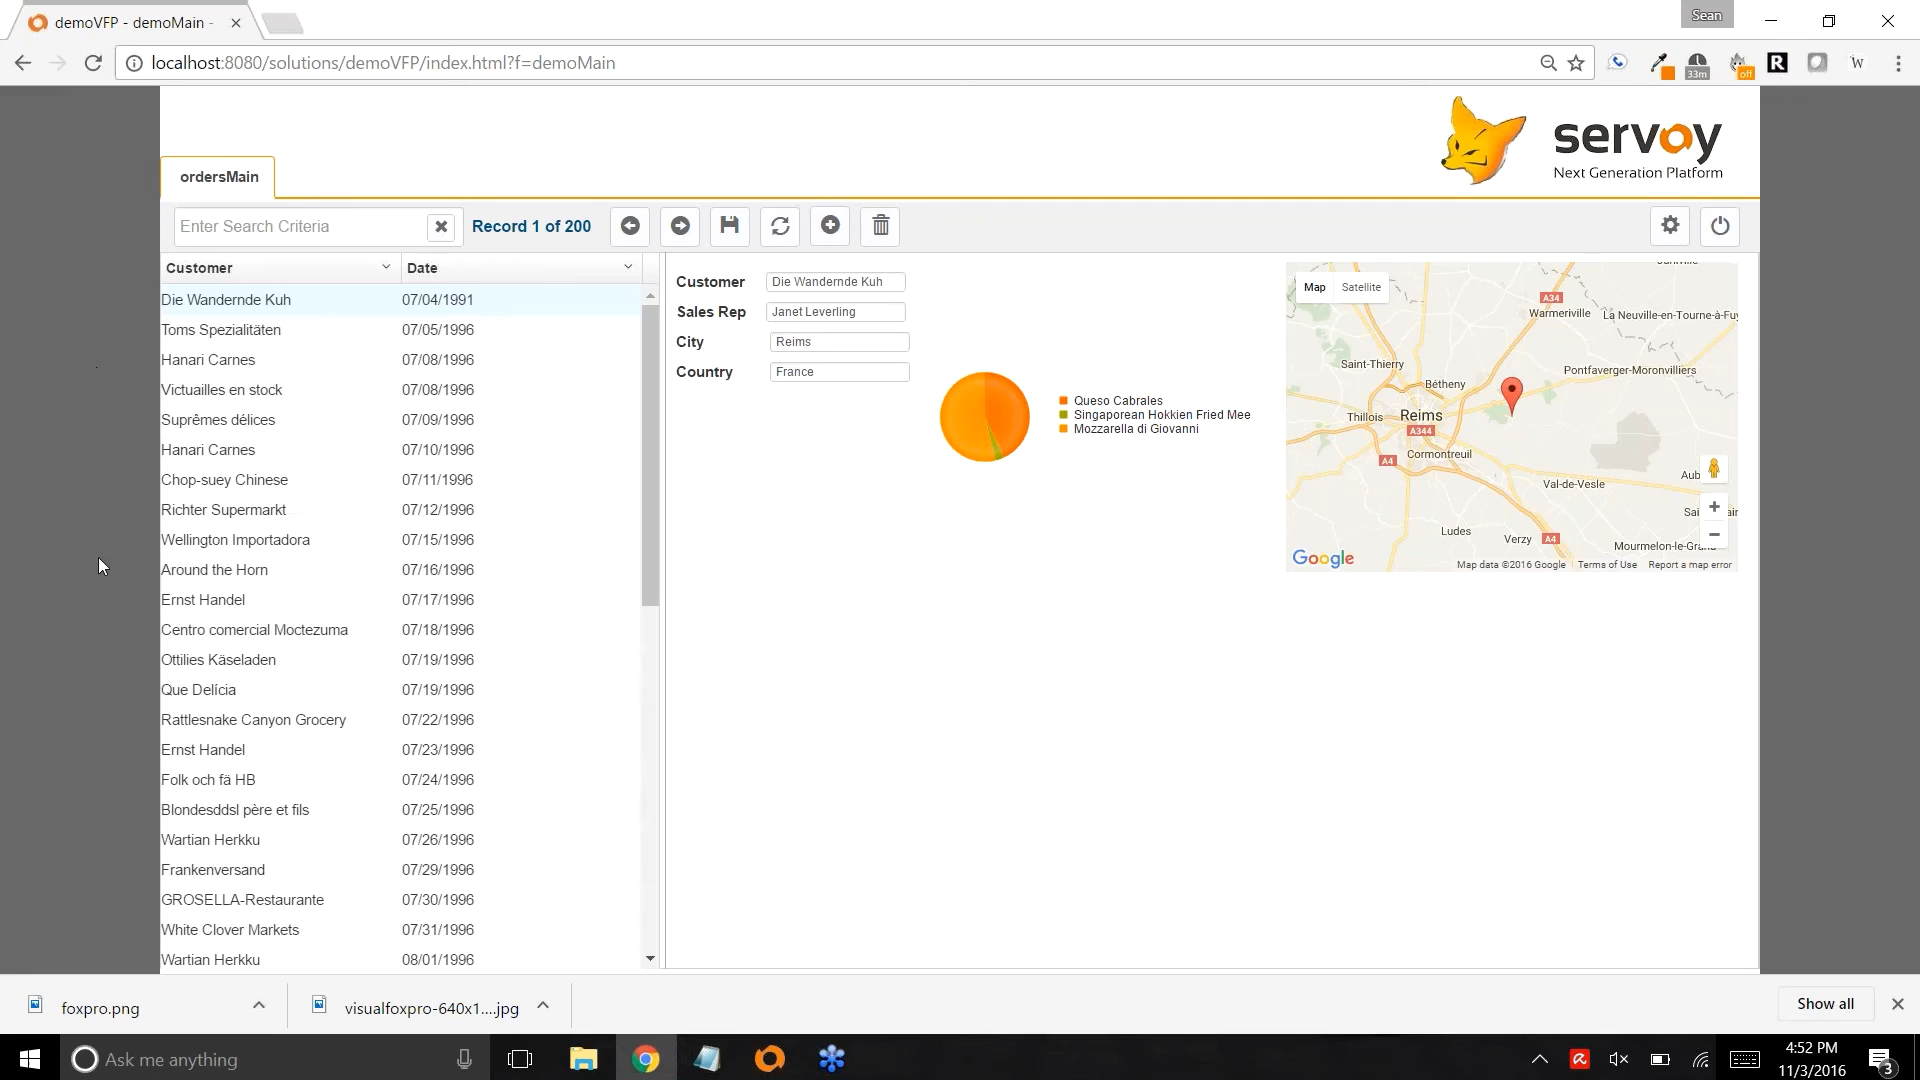 demoVFP - demoMain -
Sean
localhost:8080/solutions/demoVFP/index.html?f=demoMain
33m
off
R
W
servoy
Next Generation Platform
ordersMain
Enter Search Criteria
Record 1 of 200
Customer Date
Die Wandernde Kuh 07/04/1991
Toms Spezialitäten 07/05/1996
Hanari Carnes 07/08/1996
Victuailles en stock 07/08/1996
Suprêmes délices 07/09/1996
Hanari Carnes 07/10/1996
Chop-suey Chinese 07/11/1996
Richter Supermarkt 07/12/1996
Wellington Importadora 07/15/1996
Around the Horn 07/16/1996
Ernst Handel 07/17/1996
Centro comercial Moctezuma 07/18/1996
Ottilies Käseladen 07/19/1996
Que Delícia 07/19/1996
Rattlesnake Canyon Grocery 07/22/1996
Ernst Handel 07/23/1996
Folk och fä HB 07/24/1996
Blondesddsl père et fils 07/25/1996
Wartian Herkku 07/26/1996
Frankenversand 07/29/1996
GROSELLA-Restaurante 07/30/1996
White Clover Markets 07/31/1996
Wartian Herkku 08/01/1996
Customer Die Wandernde Kuh
Sales Rep Janet Leverling
City Reims
Country France
Queso Cabrales
Singaporean Hokkien Fried Mee
Mozzarella di Giovanni
Map Satellite
A34
Warmeriville
La Neuville-en-Tourne-à-Fuy
Saint-Thierry
Pontfaverger-Moronvilliers
Bétheny
Thillois
Reims
A344
A4
Cormontreuil
Aub
Val-de-Vesle
Ludes
Verzy
A4
Google
Map data ©2016 Google
Terms of Use
Report a map error
foxpro.png
visualfoxpro-640x1....jpg
Show all
Ask me anything
4:52 PM
11/3/2016
3